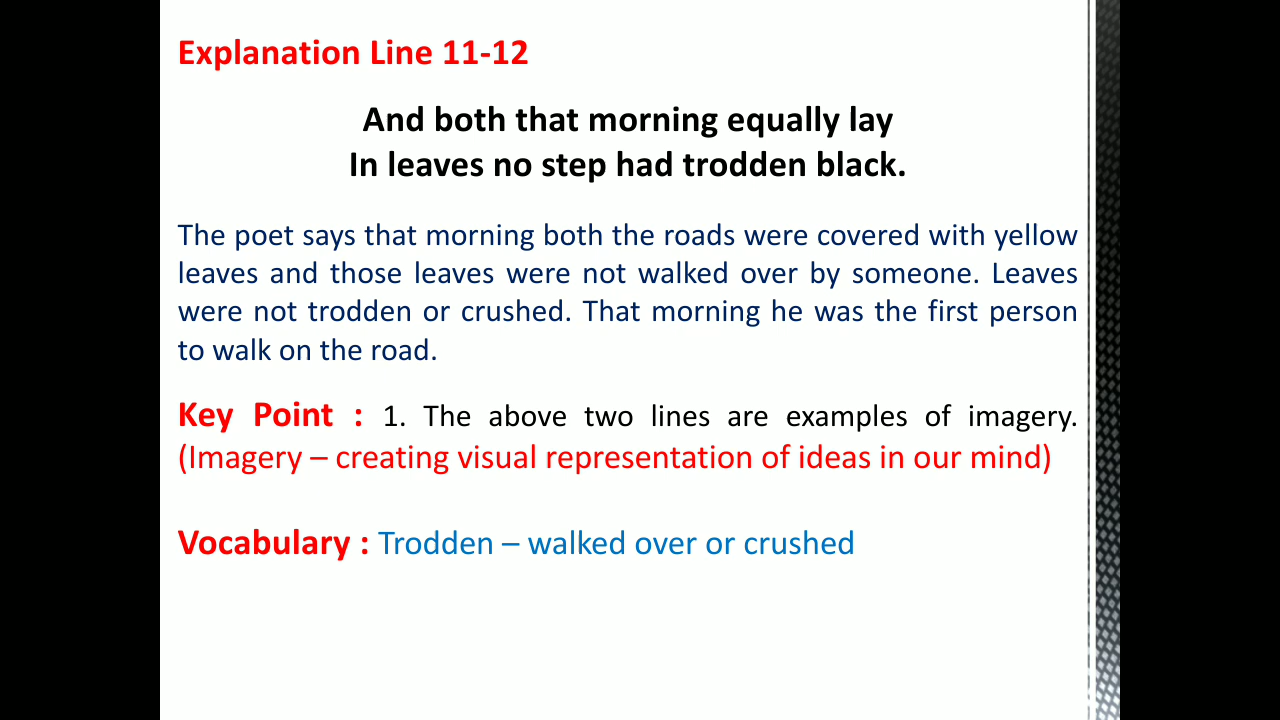 Explanation Line 11-12
And both that morning equally lay
In leaves no step had trodden black.
The poet says that morning both the roads were covered with yellow
leaves and those leaves were not walked over by someone. Leaves
were not trodden or crushed. That morning he was the first person
to walk on the road.
Key Point : 1. The above two lines are examples of imagery.
(Imagery – creating visual representation of ideas in our mind)
Vocabulary : Trodden – walked over or crushed